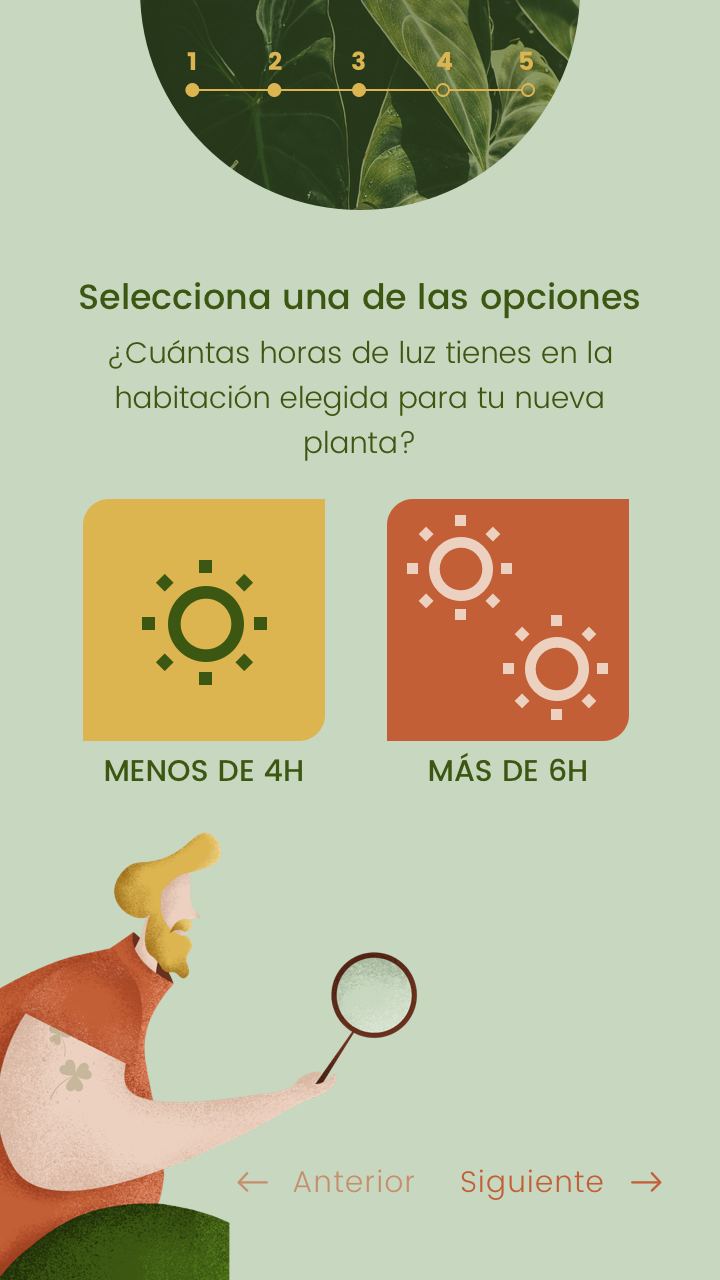 1 2 3 4 5
Selecciona una de las opciones
¿Cuántas horas de luz tienes en la
habitación elegida para tu nueva
planta?
MENOS DE 4H
MÁS DE 6H
Anterior
Siguiente